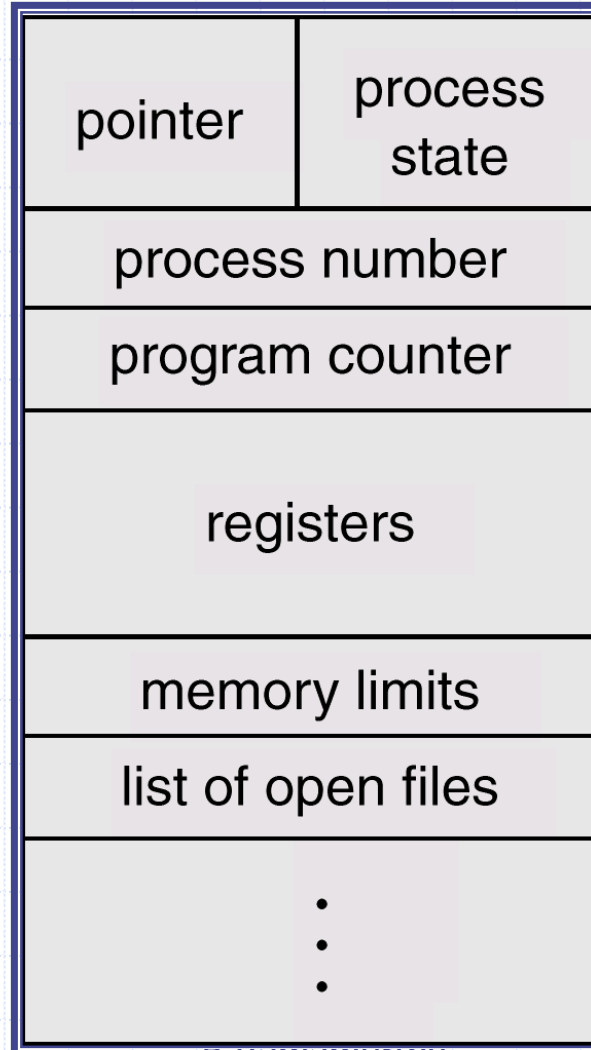 pointer
process
state
process number
program counter
registers
memory limits
list of open files